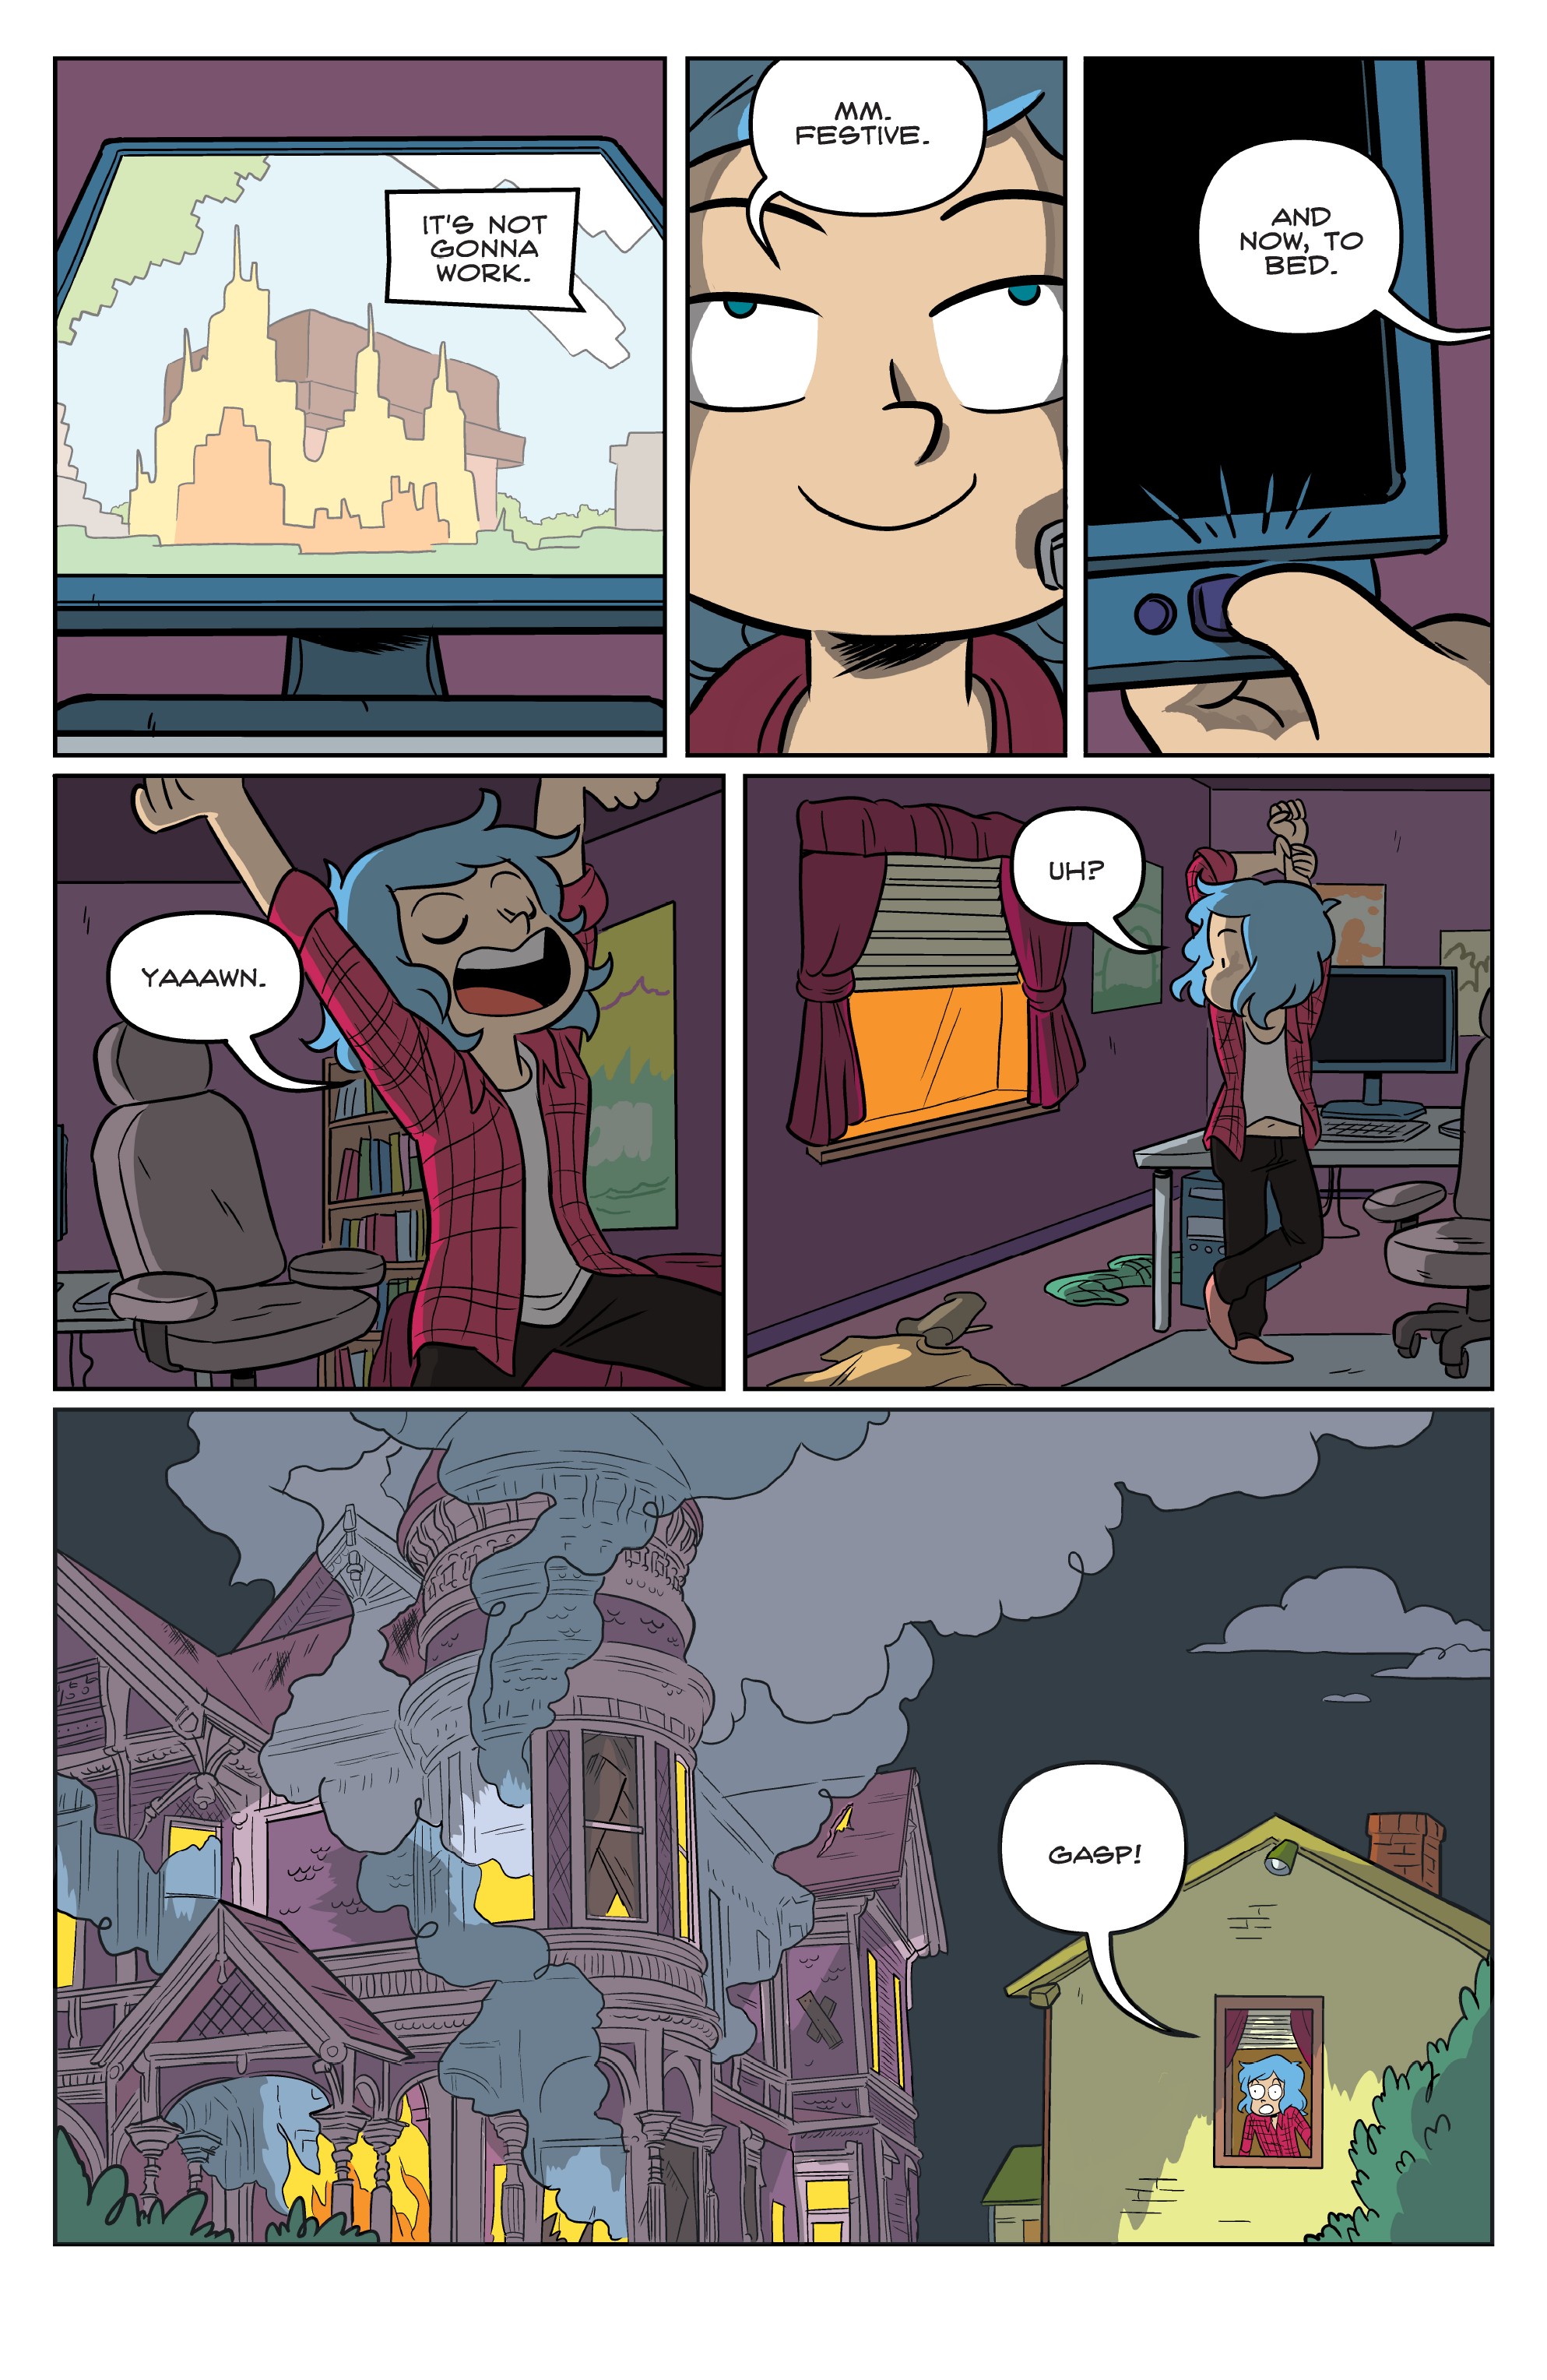 IT'S NOT
GONNA
WORK.
MM.
FESTIVE.
AND
NOW, TO
BED.
YAAAWN.
UH?
GASP!